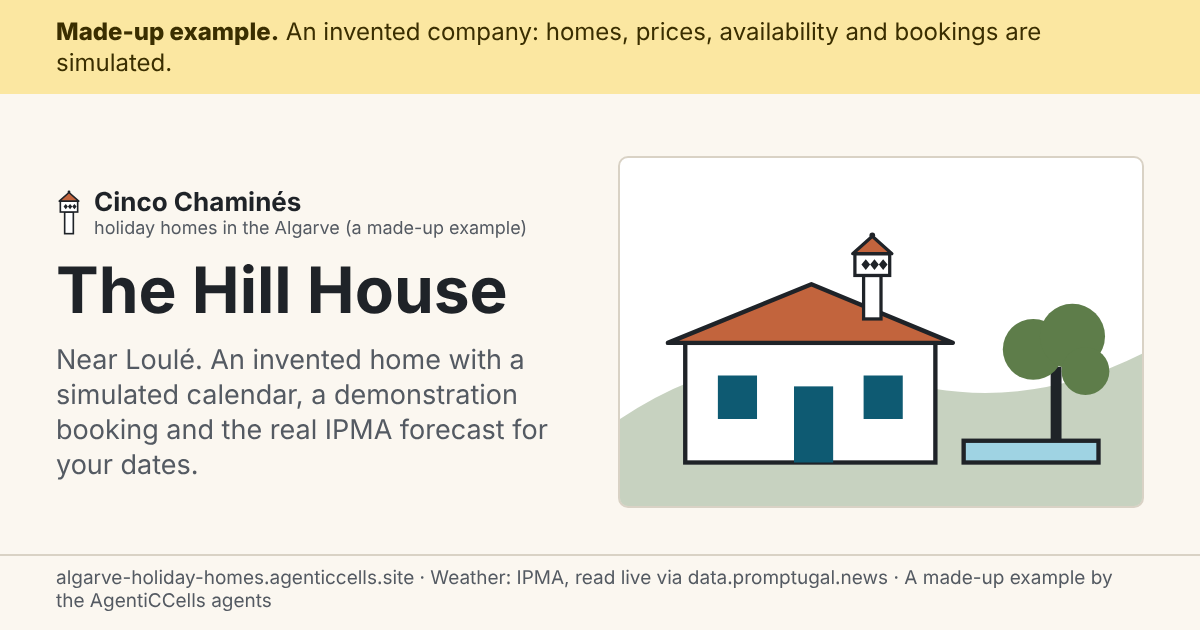 Made-up example. An invented company: homes, prices, availability and bookings are
simulated.
Cinco Chaminés
holiday homes in the Algarve (a made-up example)
The Hill House
Near Loulé. An invented home with a
simulated calendar, a demonstration
booking and the real IPMA forecast for
your dates.
algarve-holiday-homes.agenticcells.site · Weather: IPMA, read live via data.promptugal.news · A made-up example by
the AgentiCCells agents